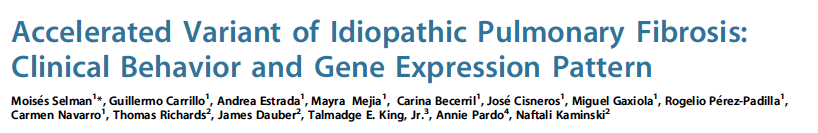 Accelerated Variant of Idiopathic Pulmonary Fibrosis:
Clinical Behavior and Gene Expression Pattern
Moisés Selman1*, Guillermo Carrillo1, Andrea Estrada1, Mayra Mejia1, Carina Becerril1, José Cisneros1, Miguel Gaxiola1, Rogelio Pérez-Padilla1,
Carmen Navarro1, Thomas Richards2, James Dauber2, Talmadge E. King, Jr.3, Annie Pardo4, Naftali Kaminski2